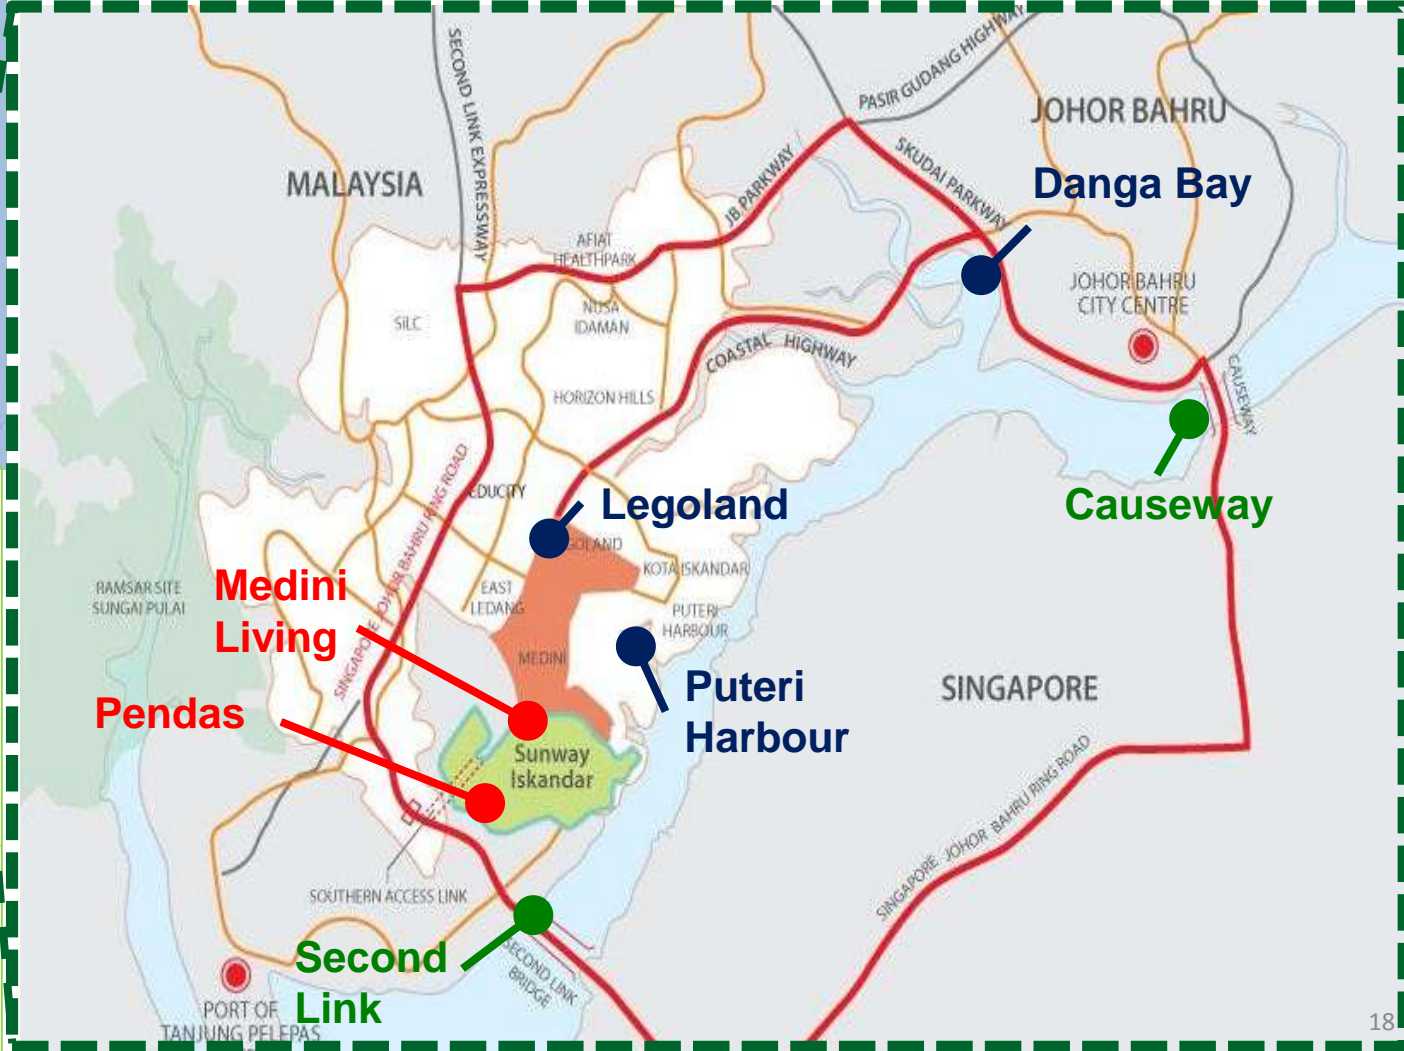 PASIR GUDANG HIGHWAY
SECOND LINK EXPRESSWAY
JOHOR BAHRU
MALAYSIA
SKUDAI PARKWAY
JB PARKWAY
Danga Bay
AFIAT
HEALTHPARK
JOHOR BAHRU
CITY CENTRE
NUSA
IDAMAN
SiLC
COASTAL HIGHWAY
CAUSEWAY
HORIZON HILLS
EDUCITY
Legoland
Causeway
GOLAND
KOTA ISKANDAR
EAST
LEDANG
RAMSAR SITE
SUNGAI PULAI
Medini
Living
SINGAPORE JOHOR BAHRU RING ROAD
PUTERI
HARBOUR
MEDINI
Puteri
Harbour
SINGAPORE
Pendas
Sunway
Iskandar
SINGAPORE JOHOR BAHRU RING ROAD
SOUTHERN ACCESS LINK
Second
Link
SECOND LINK
BRIDGE
PORT OF
TANJUNG PELEPAS
18